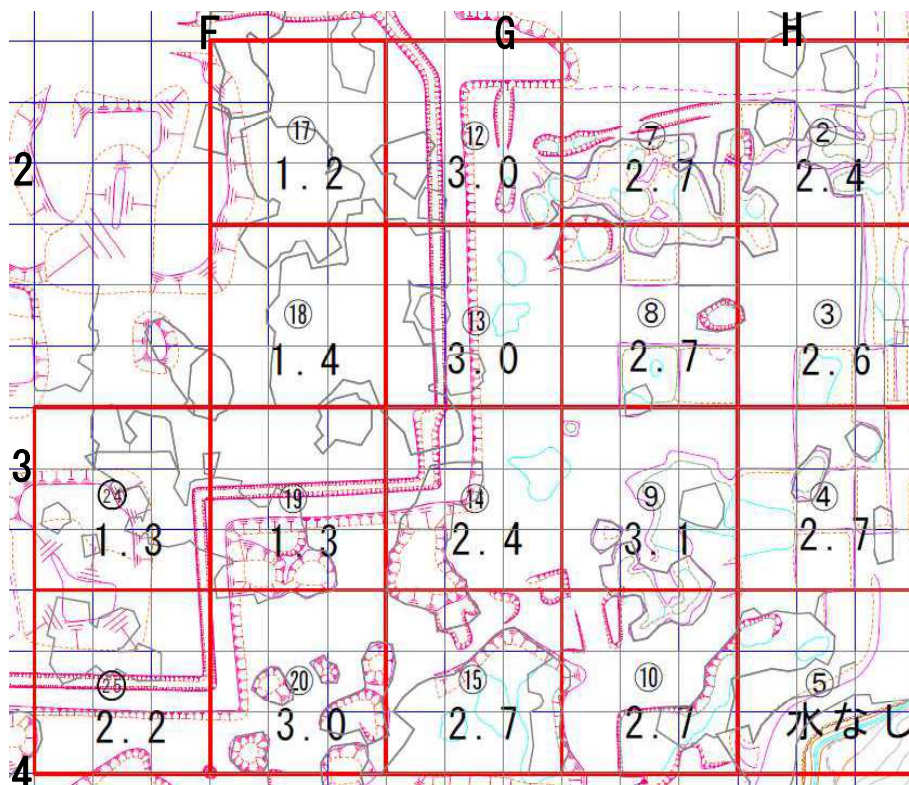 F G H
⑰ ⑫ ⑦ ②
2 1.2 3.0 2.7 2.4
⑱ ⑬ ⑧ ③
1.4 3.0 2.7 2.6
3
㉔ ⑲ ⑭ ⑨ ④
1.3 1.3 2.4 3.1 2.7
㉕ ⑳ ⑮ ⑩ ⑤
2.2 3.0 2.7 2.7 水なし
4